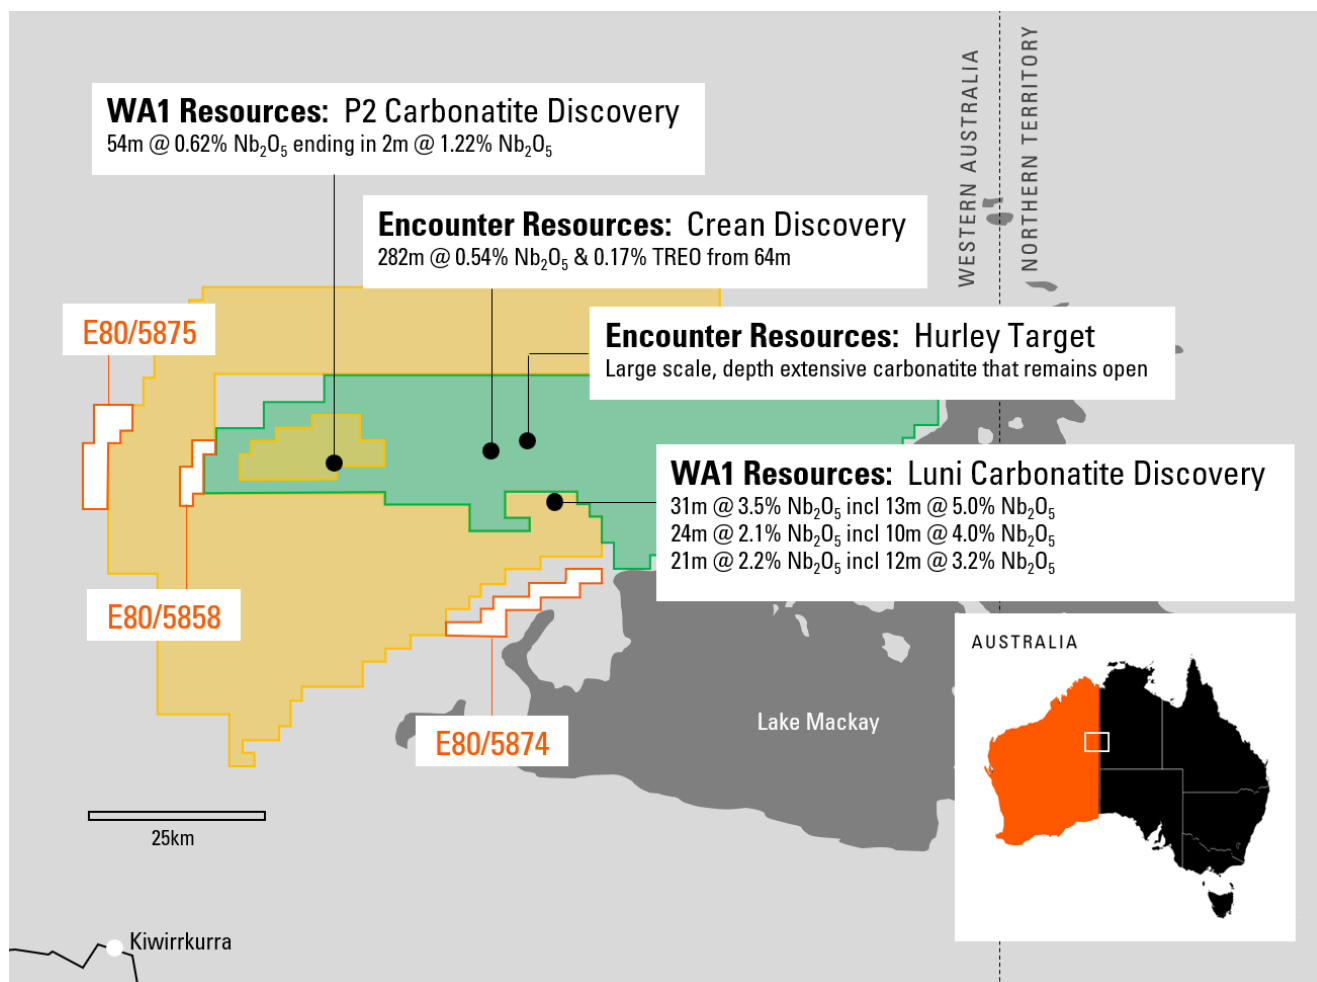 WESTERN AUSTRALIA
NORTHERN TERRITORY
WA1 Resources: P2 Carbonatite Discovery
54m @ 0.62% Nb₂O₅ ending in 2m @ 1.22% Nb₂O₅
Encounter Resources: Crean Discovery
282m @ 0.54% Nb₂O₅ & 0.17% TREO from 64m
E80/5875
Encounter Resources: Hurley Target
Large scale, depth extensive carbonatite that remains open
WA1 Resources: Luni Carbonatite Discovery
31m @ 3.5% Nb₂O₅ incl 13m @ 5.0% Nb₂O₅
24m @ 2.1% Nb₂O₅ incl 10m @ 4.0% Nb₂O₅
21m @ 2.2% Nb₂O₅ incl 12m @ 3.2% Nb₂O₅
E80/5858
AUSTRALIA
Lake Mackay
E80/5874
25km
Kiwirrkurra